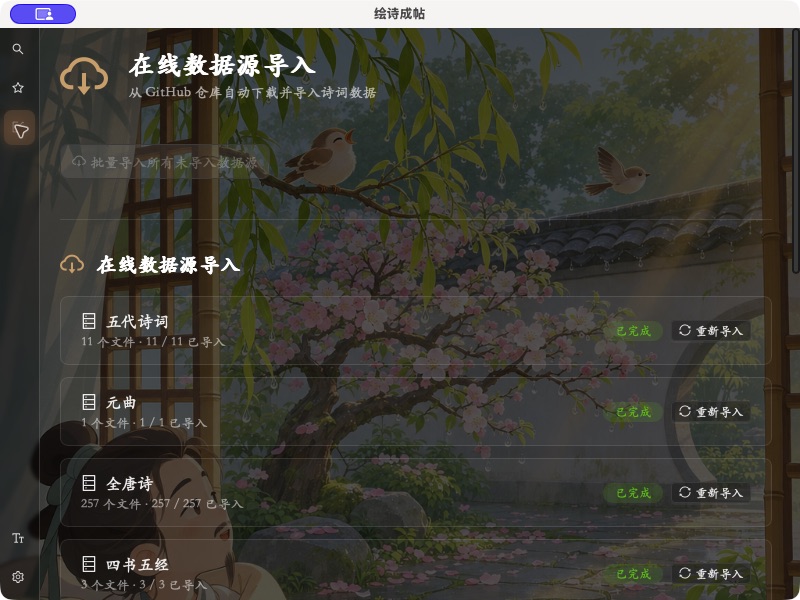 绘诗成帖
在线数据源导入
从 GitHub 仓库自动下载并导入诗词数据
批量导入所有未导入数据源
在线数据源导入
五代诗词
11 个文件 · 11 / 11 已导入
已完成
重新导入
元曲
1 个文件 · 1 / 1 已导入
已完成
重新导入
全唐诗
257 个文件 · 257 / 257 已导入
已完成
重新导入
四书五经
3 个文件 · 3 / 3 已导入
已完成
重新导入
Tr